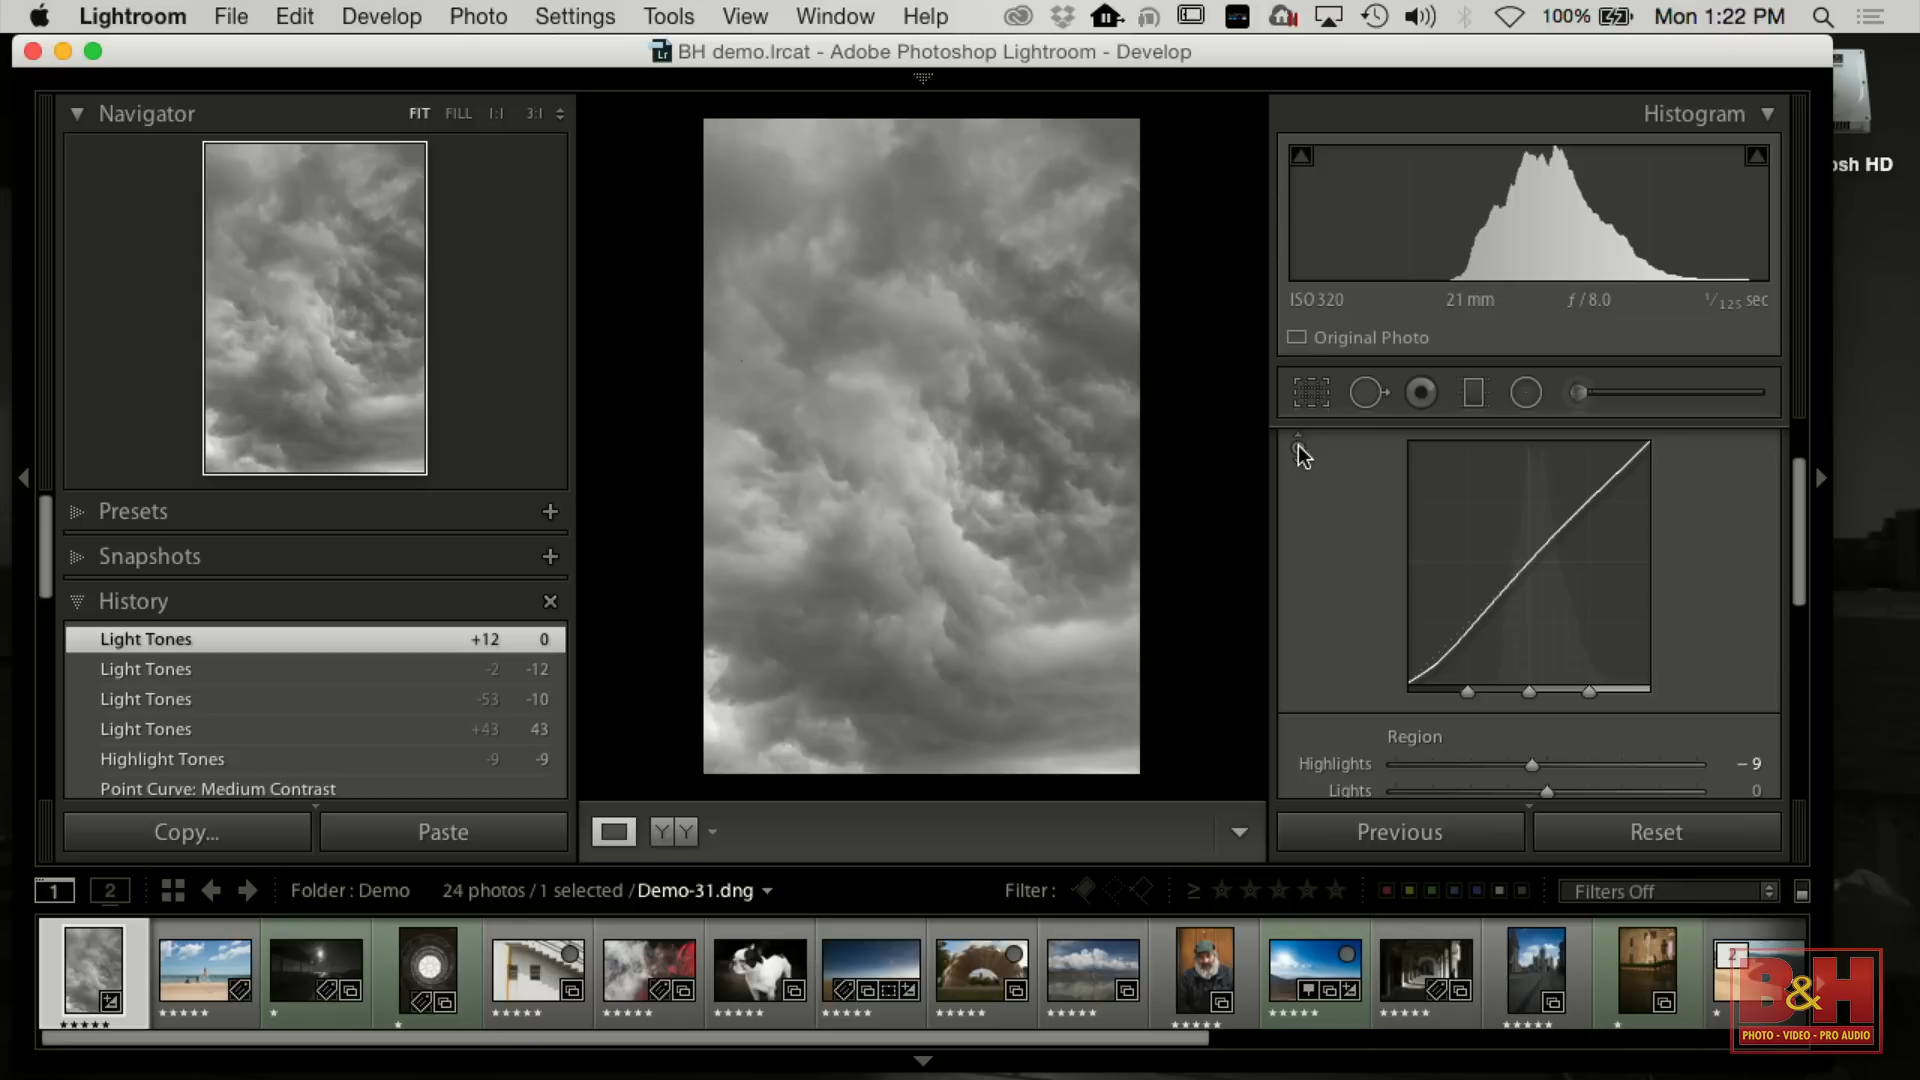 Lightroom File Edit Develop Photo Settings Tools View Window Help 100% Mon 1:22 PM
BH demo.lrcat - Adobe Photoshop Lightroom - Develop
Navigator FIT FILL 1:1 3:1
Histogram
osh HD
ISO 320 21 mm ƒ / 8.0 1/125 sec
Original Photo
Presets
Snapshots
History
Light Tones +12 0
Light Tones -2 -12
Light Tones -53 -10
Light Tones +43 43
Highlight Tones -9 -9
Point Curve: Medium Contrast
Region
Highlights - 9
Lights 0
Copy... Paste
Y Y
Previous Reset
1 2 Folder : Demo 24 photos / 1 selected / Demo-31.dng Filter : ≥ Filters Off
2
B&H
PHOTO - VIDEO - PRO AUDIO